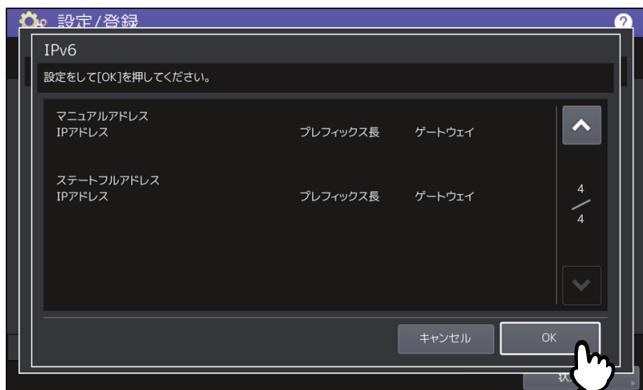 設定/登録
?
IPv6
設定をして[OK]を押してください。
マニュアルアドレス
IPアドレス プレフィックス長 ゲートウェイ
ステートフルアドレス
IPアドレス プレフィックス長 ゲートウェイ
4
4
キャンセル OK